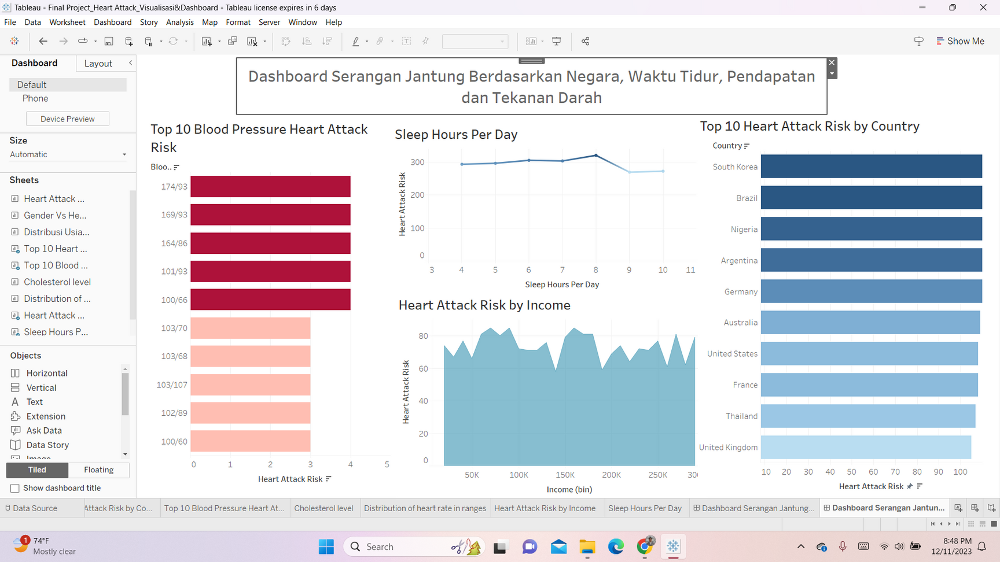 Tableau - Final Project_Heart Attack_Visualisasi&Dashboard - Tableau license expires in 6 days
File Data Worksheet Dashboard Story Analysis Map Format Server Window Help
Show Me
Dashboard Layout
Default
Phone
Device Preview
Size
Automatic
Sheets
Heart Attack ...
Gender Vs He...
Distribusi Usia...
Top 10 Heart ...
Top 10 Blood ...
Cholesterol level
Distribution of ...
Heart Attack ...
Sleep Hours P...
Objects
Horizontal
Vertical
Text
Extension
Ask Data
Data Story
Image
Tiled Floating
Show dashboard title
Dashboard Serangan Jantung Berdasarkan Negara, Waktu Tidur, Pendapatan
dan Tekanan Darah
Top 10 Blood Pressure Heart Attack
Risk
Bloo..
174/93
169/93
164/86
101/93
100/66
103/70
103/68
103/107
102/89
100/60
0 1 2 3 4 5
Heart Attack Risk
Sleep Hours Per Day
300
200
100
0
Heart Attack Risk
3 4 5 6 7 8 9 10 11
Sleep Hours Per Day
Heart Attack Risk by Income
80
60
40
20
0
Heart Attack Risk
50K 100K 150K 200K 250K 30
Income (bin)
Top 10 Heart Attack Risk by Country
Country
South Korea
Brazil
Nigeria
Argentina
Germany
Australia
United States
France
Thailand
United Kingdom
10 20 30 40 50 60 70 80 90 100
Heart Attack Risk
Data Source
Attack Risk by Co...
Top 10 Blood Pressure Heart At...
Cholesterol level
Distribution of heart rate in ranges
Heart Attack Risk by Income
Sleep Hours Per Day
Dashboard Serangan Jantung...
Dashboard Serangan Jantun...
1
74°F
Mostly clear
Search
8:48 PM
12/11/2023